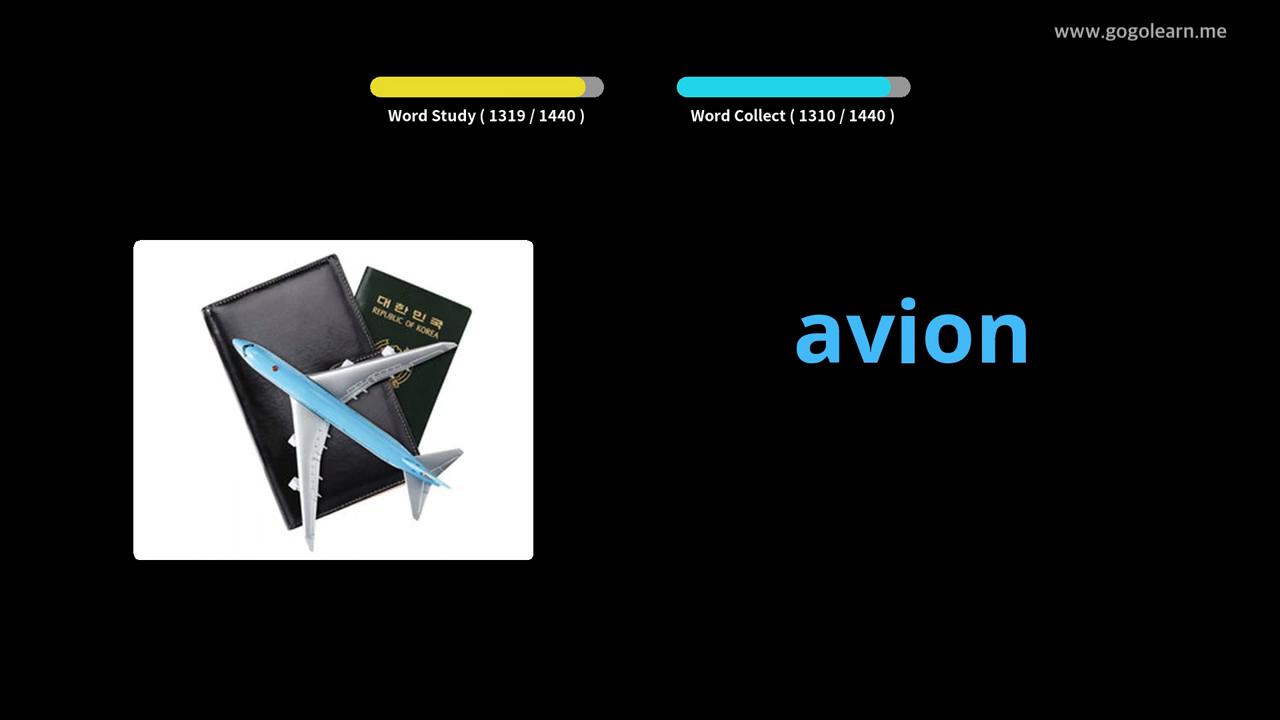 www.gogolearn.me
Word Study ( 1319 / 1440 )
Word Collect ( 1310 / 1440 )
대한민국
REPUBLIC OF KOREA
avion